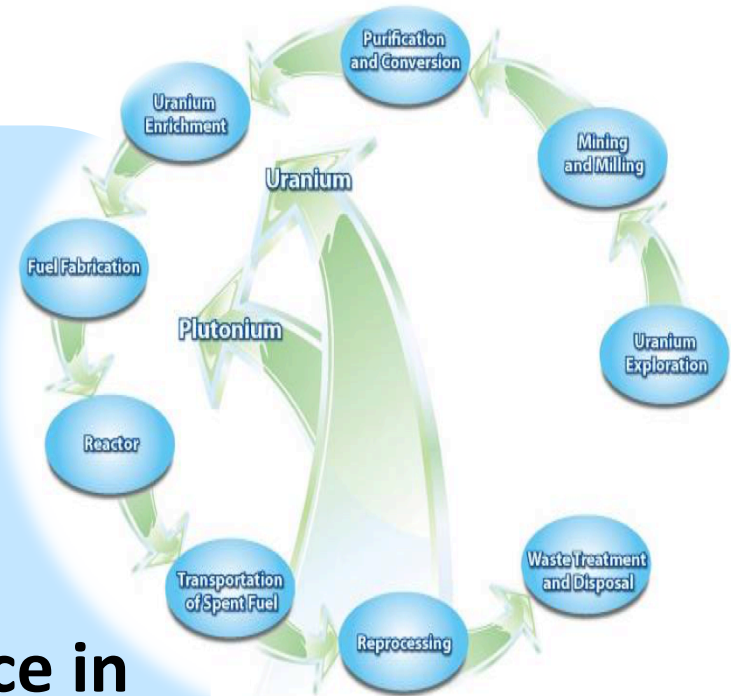 Purification
and Conversion
Uranium
Enrichment
Mining
and Milling
Uranium
Fuel Fabrication
Plutonium
Uranium
Exploration
Reactor
Waste Treatment
and Disposal
Transportation
of Spent Fuel
Reprocessing
ce in